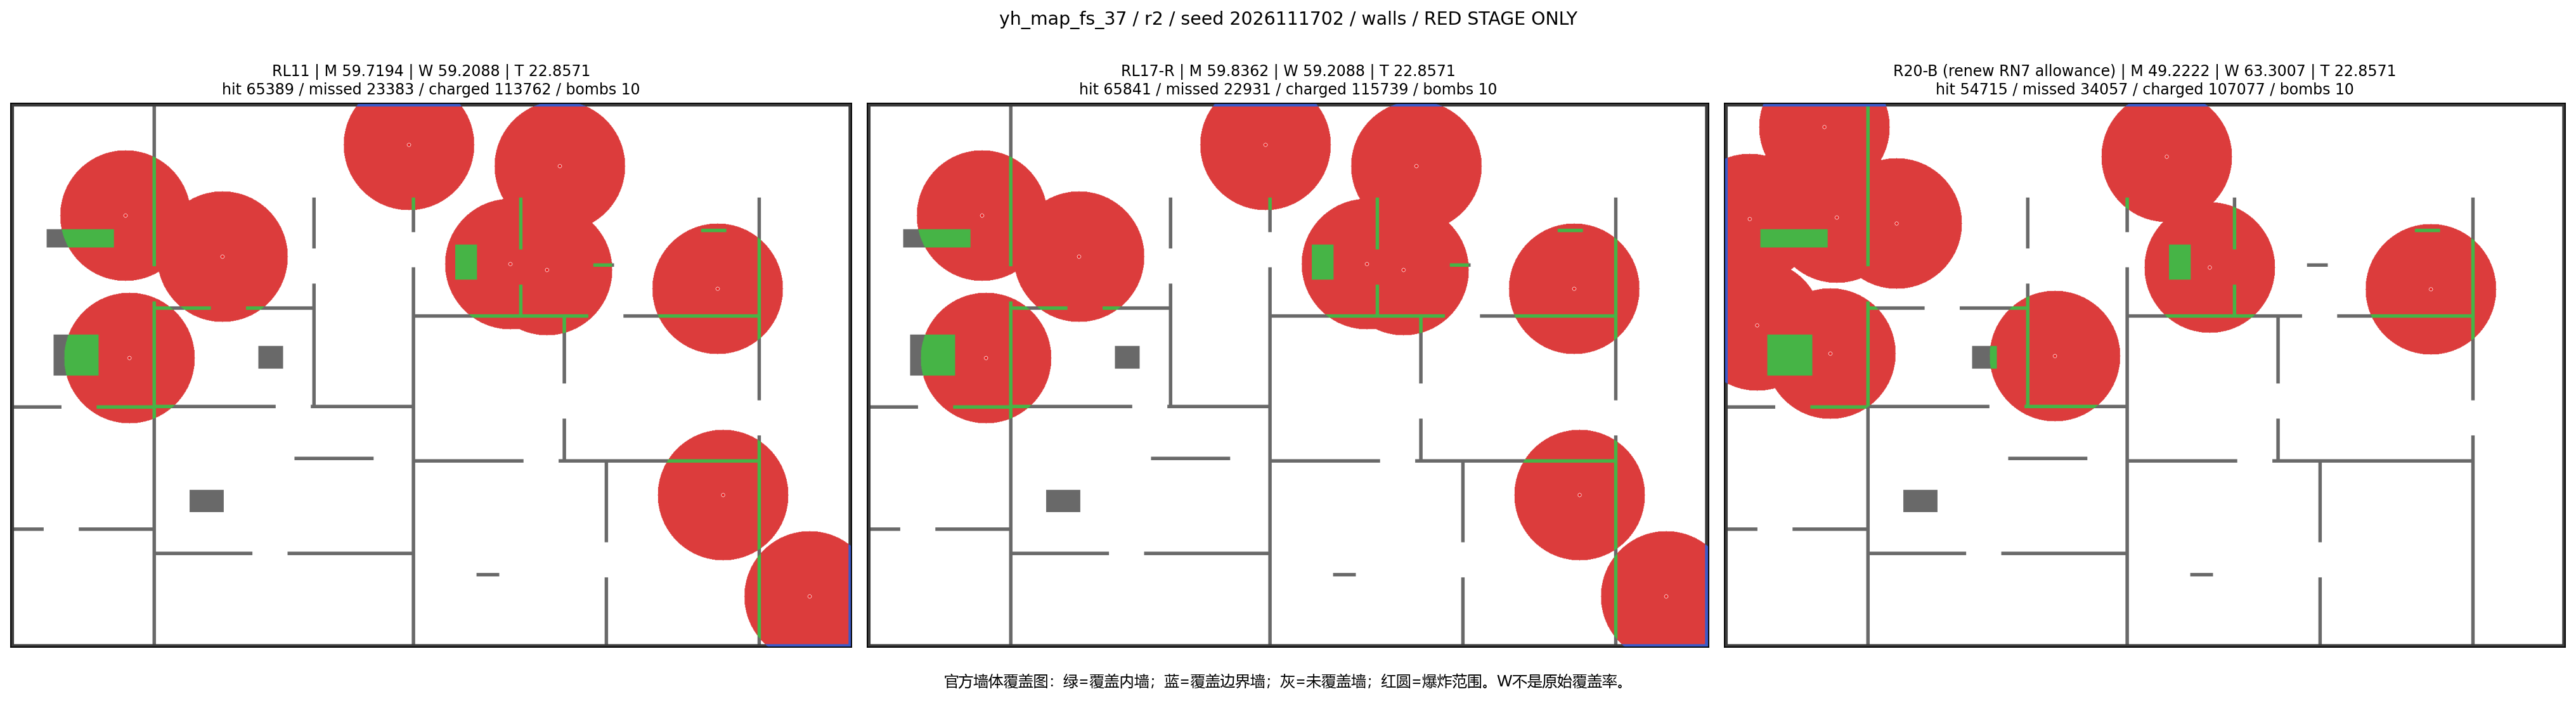 yh_map_fs_37 / r2 / seed 2026111702 / walls / RED STAGE ONLY
RL11 | M 59.7194 | W 59.2088 | T 22.8571
hit 65389 / missed 23383 / charged 113762 / bombs 10
RL17-R | M 59.8362 | W 59.2088 | T 22.8571
hit 65841 / missed 22931 / charged 115739 / bombs 10
R20-B (renew RN7 allowance) | M 49.2222 | W 63.3007 | T 22.8571
hit 54715 / missed 34057 / charged 107077 / bombs 10
官方墙体覆盖图：绿=覆盖内墙；蓝=覆盖边界墙；灰=未覆盖墙；红圆=爆炸范围。W不是原始覆盖率。